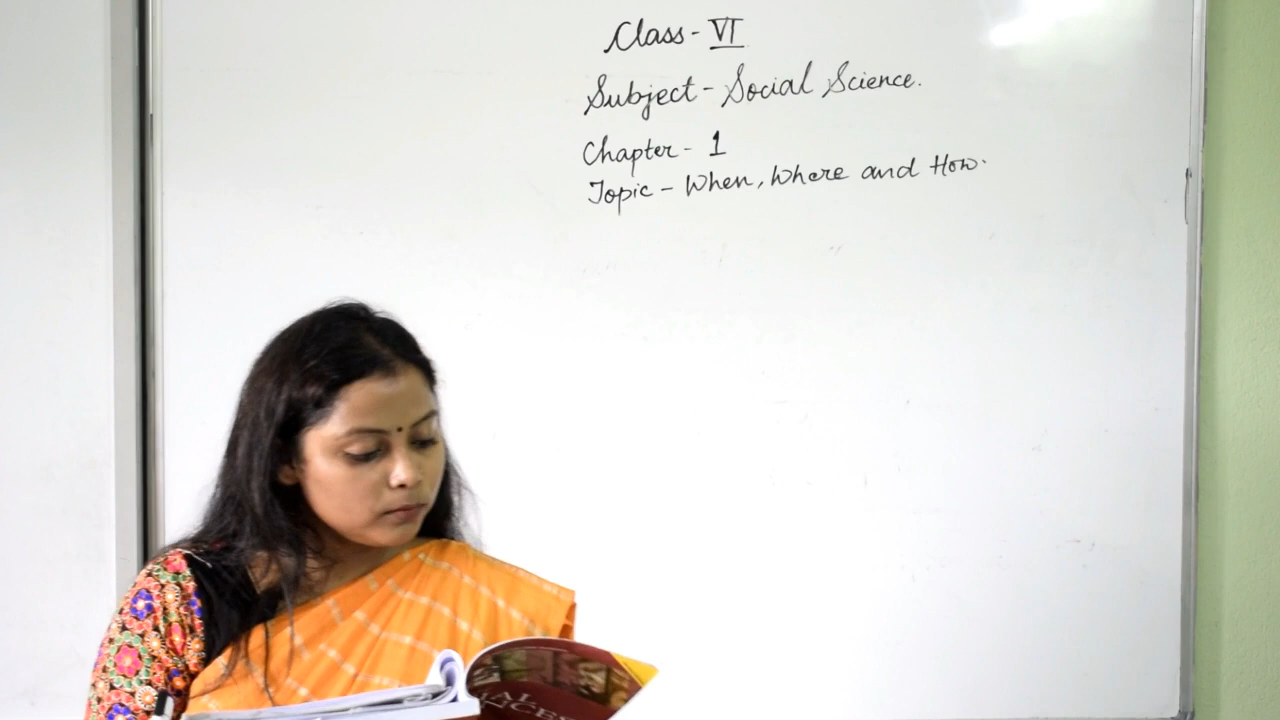 Class - VI
Subject - Social Science.
Chapter - 1
Topic - When, Where and How.